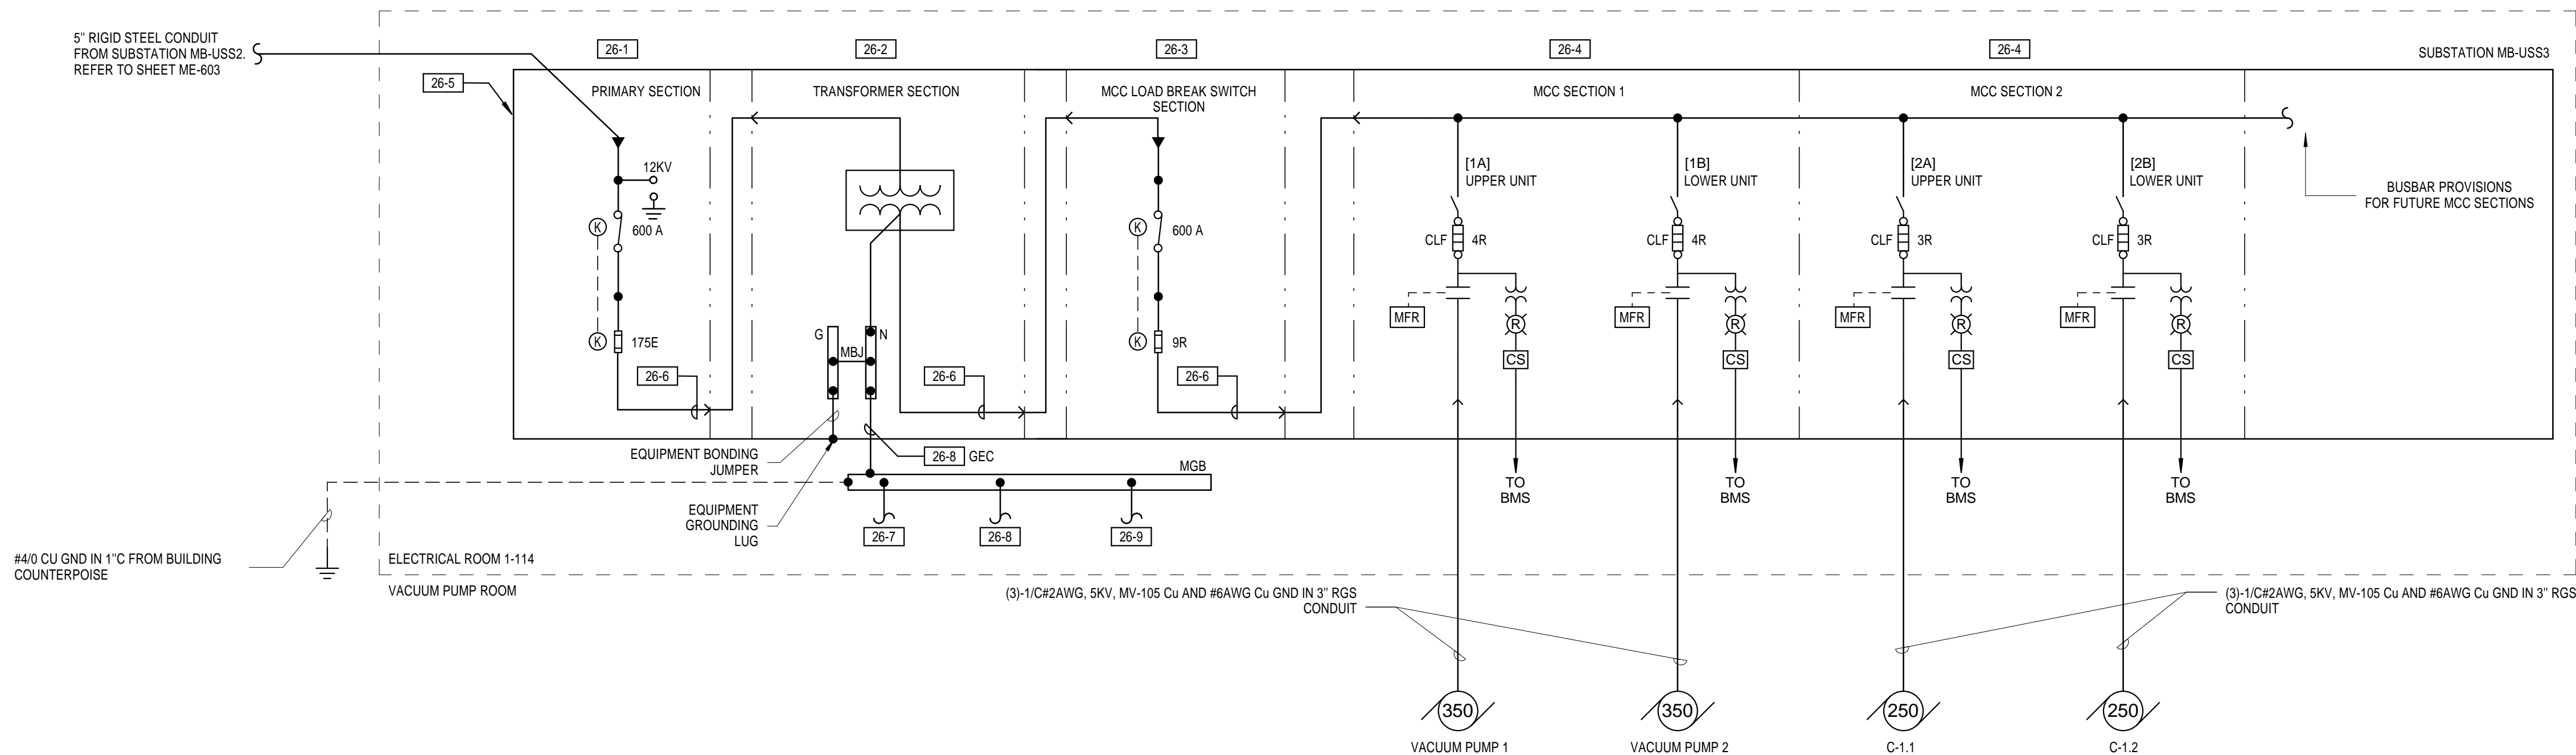 5" RIGID STEEL CONDUIT
FROM SUBSTATION MB-USS2.
REFER TO SHEET ME-603
26-1
26-2
26-3
26-4
26-4
SUBSTATION MB-USS3
26-5
PRIMARY SECTION
TRANSFORMER SECTION
MCC LOAD BREAK SWITCH
SECTION
MCC SECTION 1
MCC SECTION 2
12KV
K
600 A
K
175E
26-6
G
MBJ
N
26-6
K
600 A
K
9R
26-6
[1A]
UPPER UNIT
CLF
4R
MFR
R
CS
TO
BMS
[1B]
LOWER UNIT
CLF
4R
MFR
R
CS
TO
BMS
[2A]
UPPER UNIT
CLF
3R
MFR
R
CS
TO
BMS
[2B]
LOWER UNIT
CLF
3R
MFR
R
CS
TO
BMS
BUSBAR PROVISIONS
FOR FUTURE MCC SECTIONS
EQUIPMENT BONDING
JUMPER
26-8 GEC
MGB
EQUIPMENT
GROUNDING
LUG
26-7
26-8
26-9
#4/0 CU GND IN 1"C FROM BUILDING
COUNTERPOISE
ELECTRICAL ROOM 1-114
VACUUM PUMP ROOM
(3)-1/C#2AWG, 5KV, MV-105 Cu AND #6AWG Cu GND IN 3" RGS
CONDUIT
(3)-1/C#2AWG, 5KV, MV-105 Cu AND #6AWG Cu GND IN 3" RGS
CONDUIT
350
350
250
250
VACUUM PUMP 1
VACUUM PUMP 2
C-1.1
C-1.2